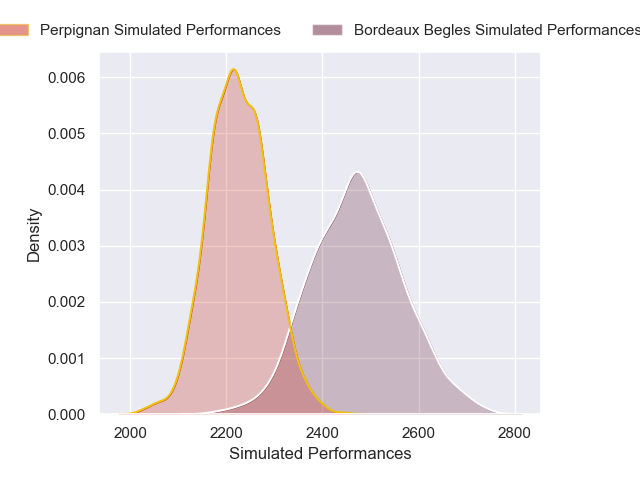 Perpignan Simulated Performances Bordeaux Begles Simulated Performances
0.006
0.005
0.004
0.003
0.002
0.001
0.000
Density
2000 2200 2400 2600 2800
Simulated Performances